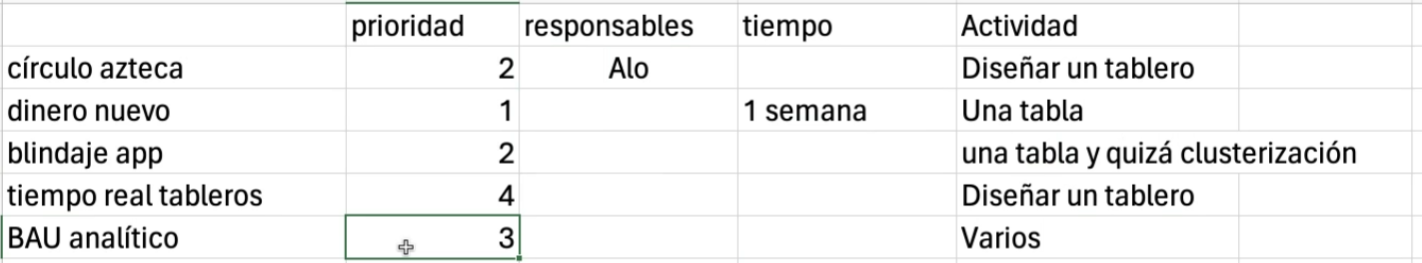 prioridad responsables tiempo Actividad
círculo azteca 2 Alo Diseñar un tablero
dinero nuevo 1 1 semana Una tabla
blindaje app 2 una tabla y quizá clusterización
tiempo real tableros 4 Diseñar un tablero
BAU analítico 3 Varios